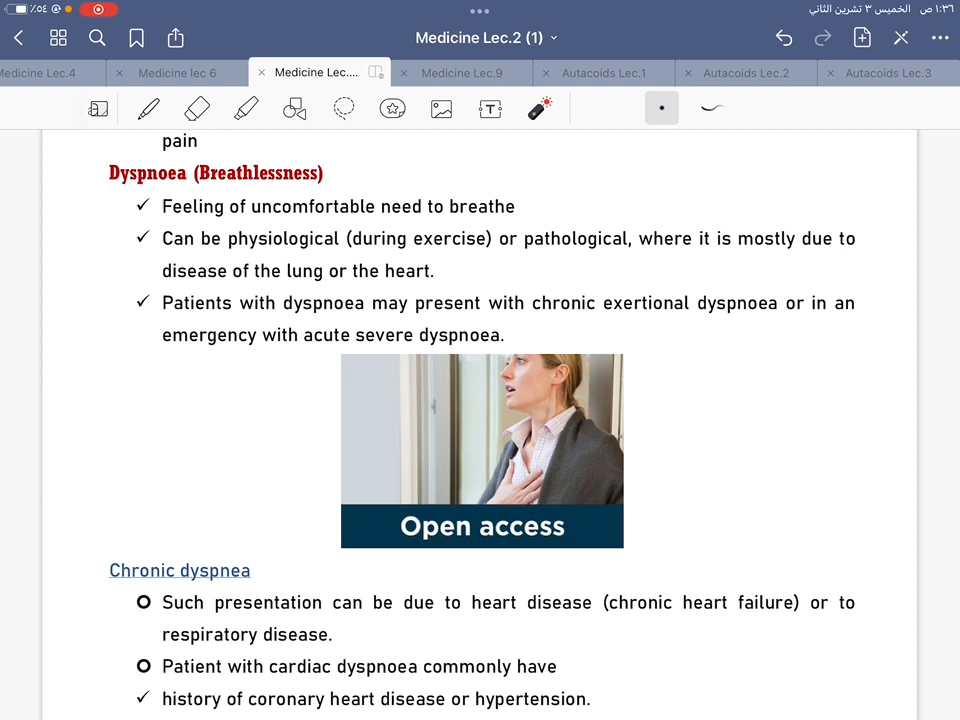 ٪٥٤ الخميس ٣ تشرين الثاني ١:٣٦ ص
Medicine Lec.2 (1)
Medicine Lec.4 Medicine lec 6 Medicine Lec.... Medicine Lec.9 Autacoids Lec.1 Autacoids Lec.2 Autacoids Lec.3
T
pain
Dyspnoea (Breathlessness)
✓ Feeling of uncomfortable need to breathe
✓ Can be physiological (during exercise) or pathological, where it is mostly due to
disease of the lung or the heart.
✓ Patients with dyspnoea may present with chronic exertional dyspnoea or in an
emergency with acute severe dyspnoea.
Open access
Chronic dyspnea
O Such presentation can be due to heart disease (chronic heart failure) or to
respiratory disease.
O Patient with cardiac dyspnoea commonly have
✓ history of coronary heart disease or hypertension.